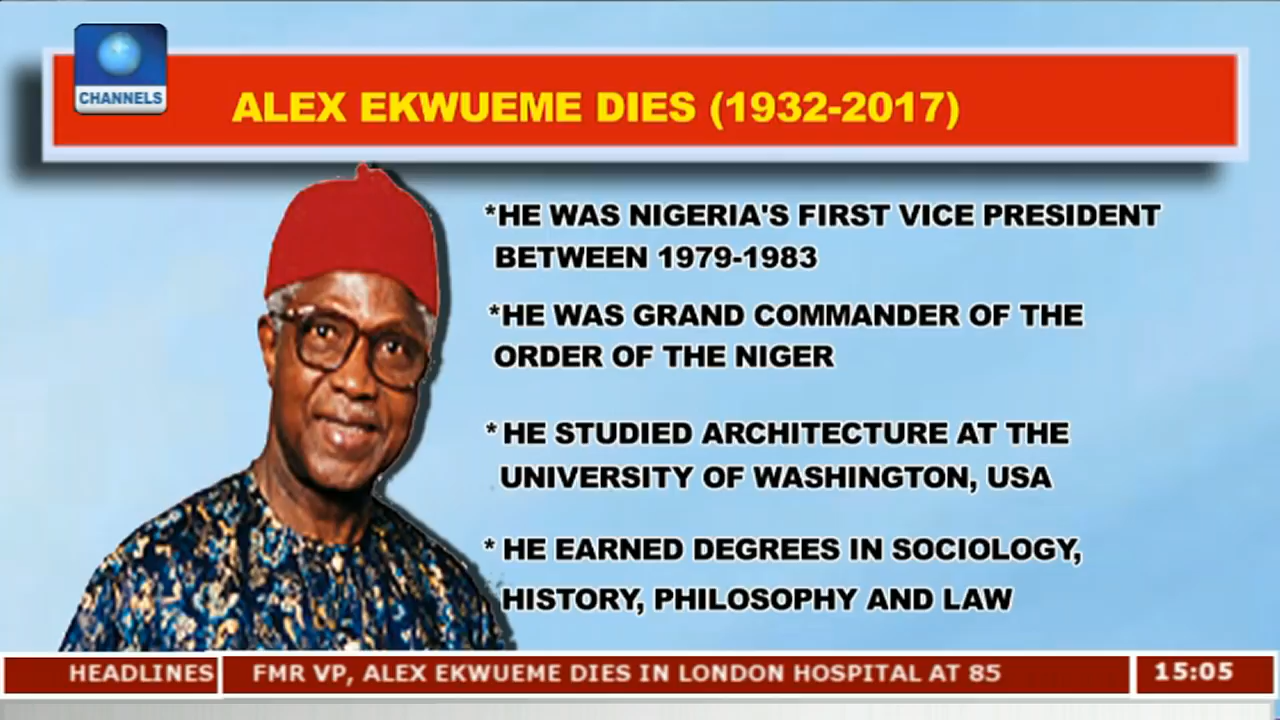 CHANNELS
ALEX EKWUEME DIES (1932-2017)
*HE WAS NIGERIA'S FIRST VICE PRESIDENT
BETWEEN 1979-1983
*HE WAS GRAND COMMANDER OF THE
ORDER OF THE NIGER
* HE STUDIED ARCHITECTURE AT THE
UNIVERSITY OF WASHINGTON, USA
* HE EARNED DEGREES IN SOCIOLOGY,
HISTORY, PHILOSOPHY AND LAW
HEADLINES FMR VP, ALEX EKWUEME DIES IN LONDON HOSPITAL AT 85 15:05